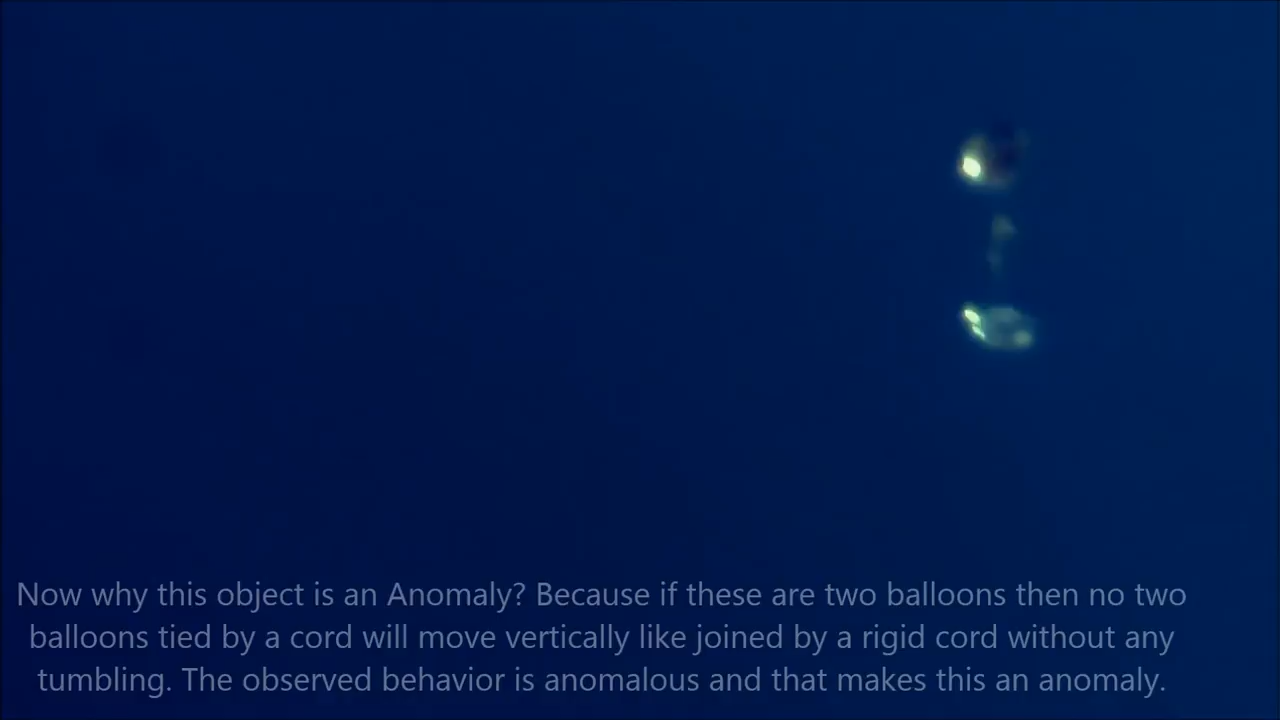 Now why this object is an Anomaly? Because if these are two balloons then no two
balloons tied by a cord will move vertically like joined by a rigid cord without any
tumbling. The observed behavior is anomalous and that makes this an anomaly.